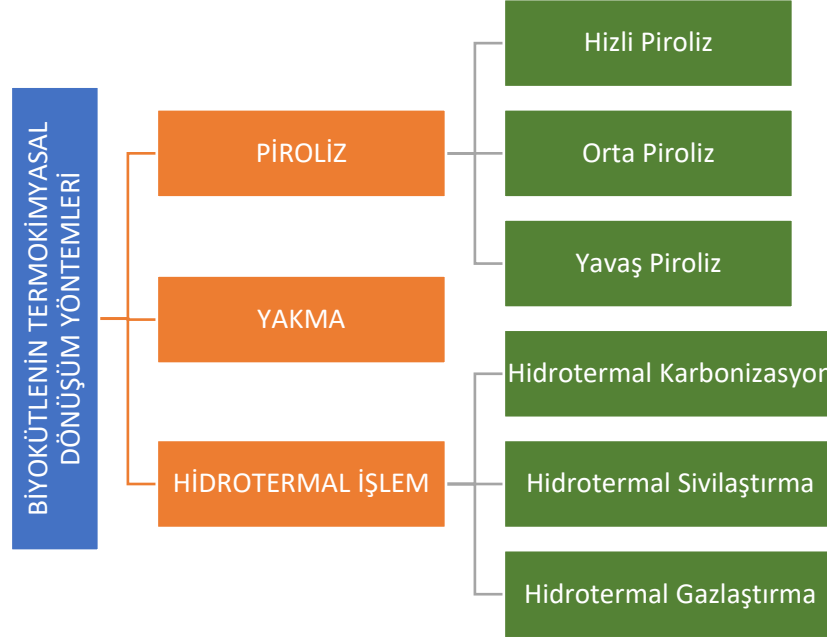 BİYOKÜTLENİN TERMOKİMYASAL
DÖNÜŞÜM YÖNTEMLERİ
PİROLİZ
Hizli Piroliz
Orta Piroliz
Yavaş Piroliz
YAKMA
HİDROTERMAL İŞLEM
Hidrotermal Karbonizasyon
Hidrotermal Sivilaştırma
Hidrotermal Gazlaştırma